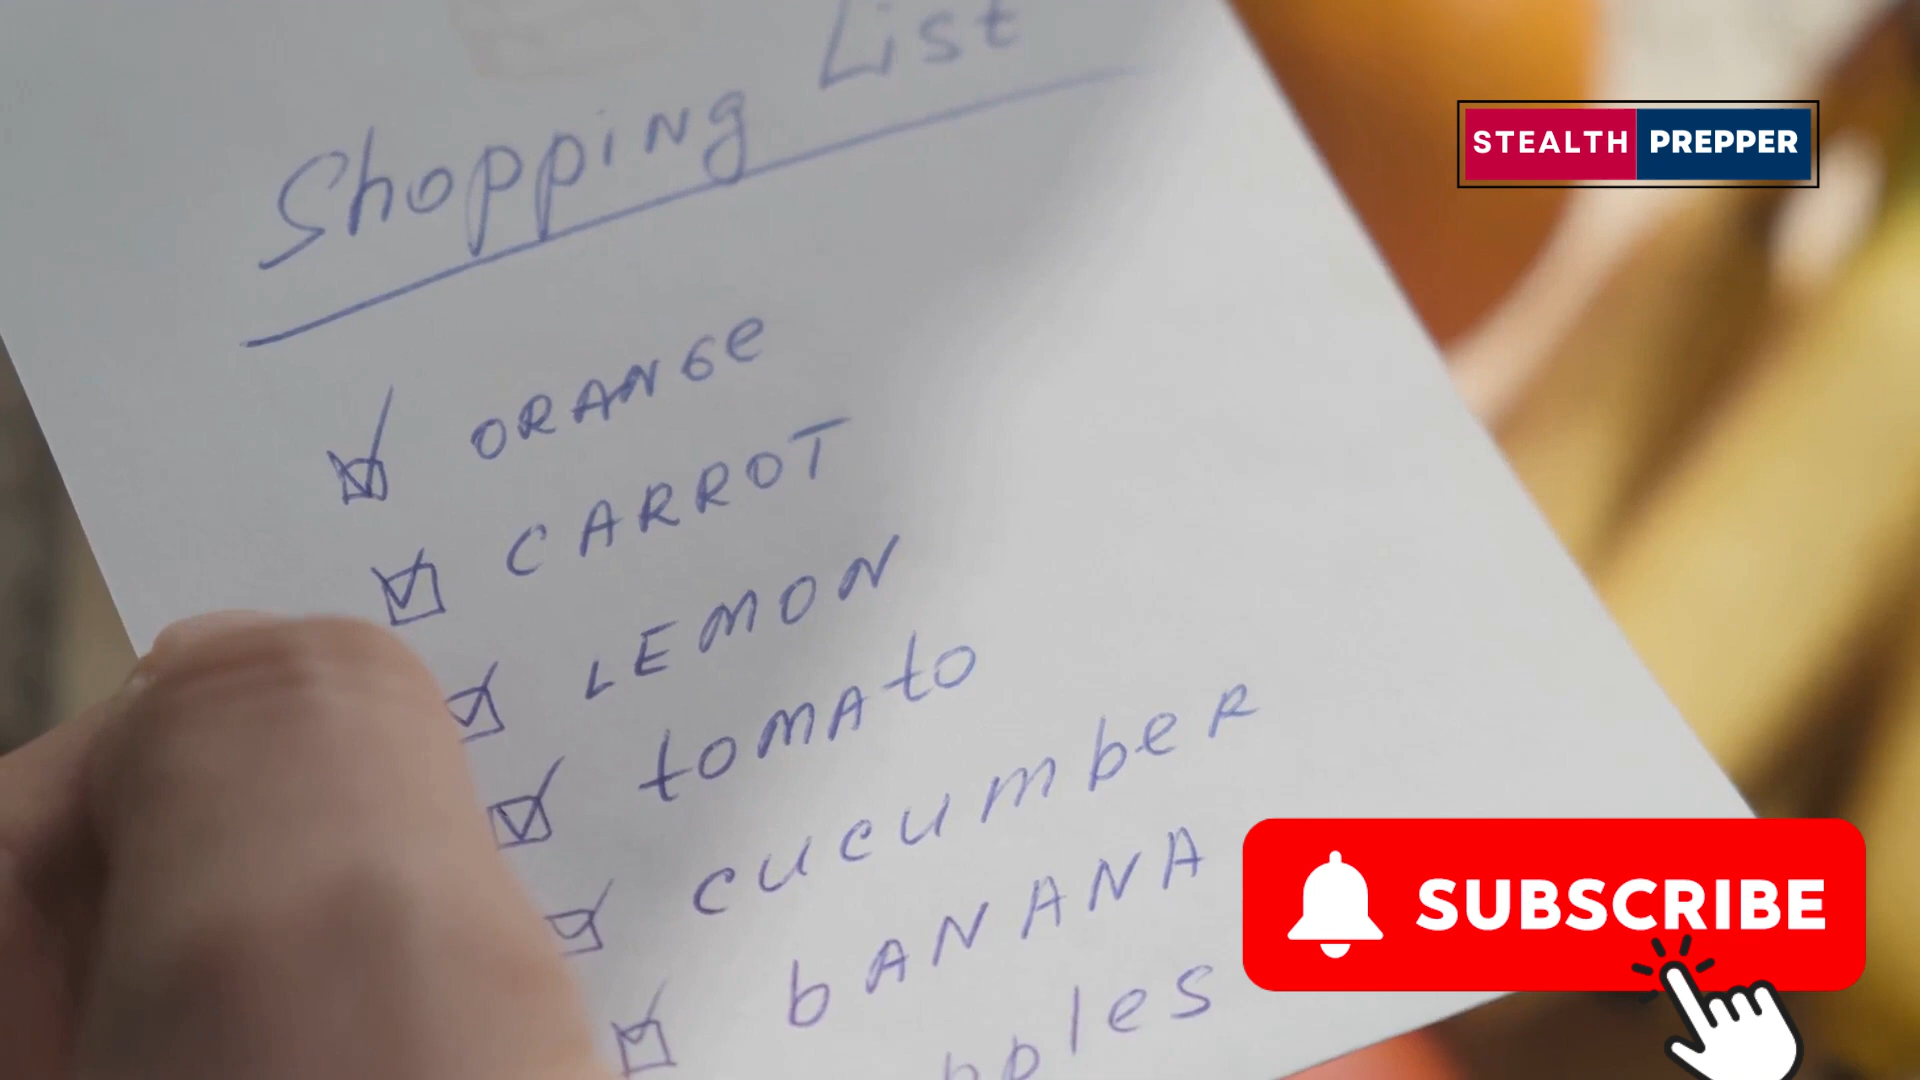 Shopping List
ORANGe
CARROT
LEMON
toMAto
cucumbeR
bANANA
STEALTH PREPPER
SUBSCRIBE